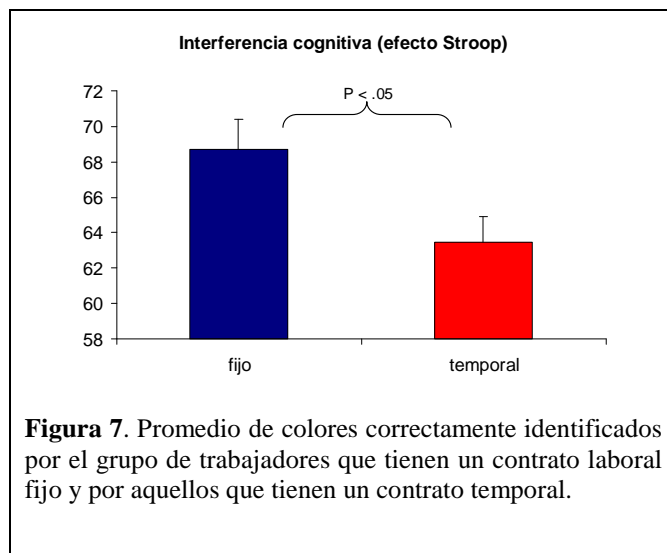 Interferencia cognitiva (efecto Stroop)
P < .05
72
70
68
66
64
62
60
58
fijo temporal
Figura 7. Promedio de colores correctamente identificados
por el grupo de trabajadores que tienen un contrato laboral
fijo y por aquellos que tienen un contrato temporal.